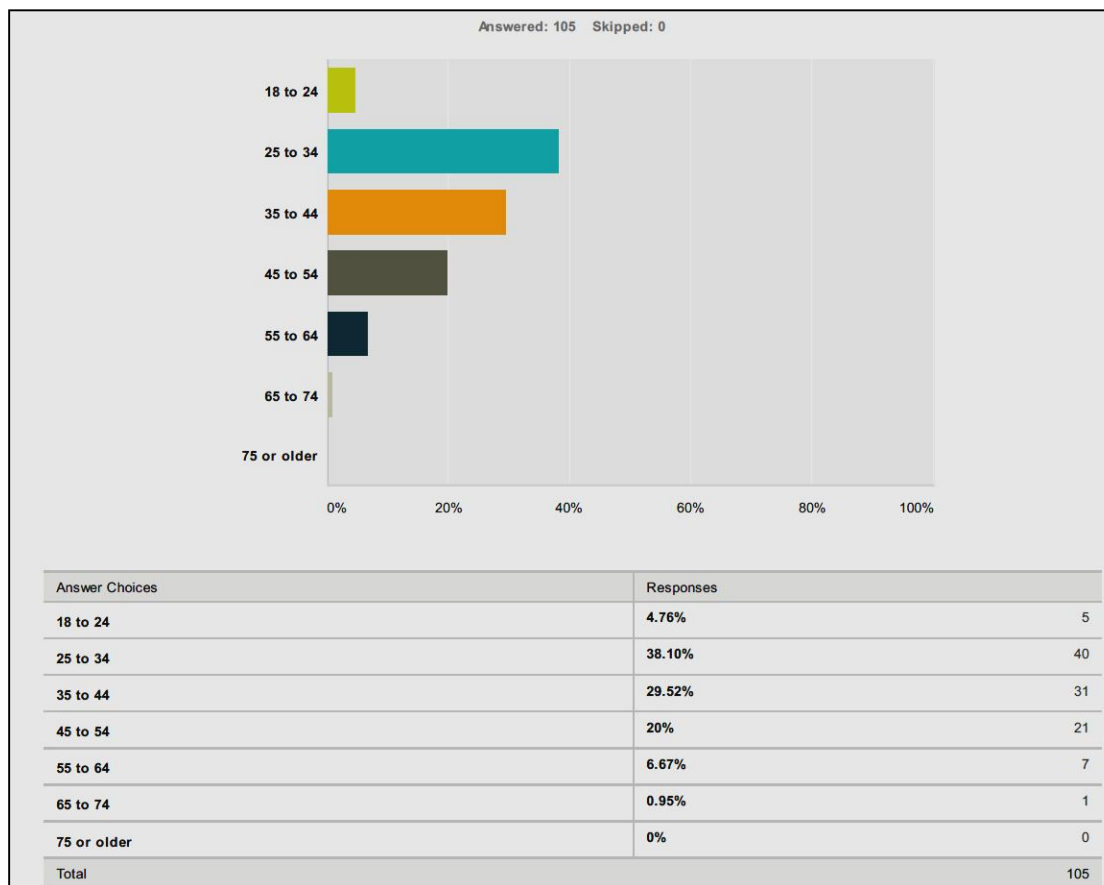 Answered: 105 Skipped: 0
18 to 24
25 to 34
35 to 44
45 to 54
55 to 64
65 to 74
75 or older
0% 20% 40% 60% 80% 100%
Answer Choices Responses
18 to 24 4.76% 5
25 to 34 38.10% 40
35 to 44 29.52% 31
45 to 54 20% 21
55 to 64 6.67% 7
65 to 74 0.95% 1
75 or older 0% 0
Total 105